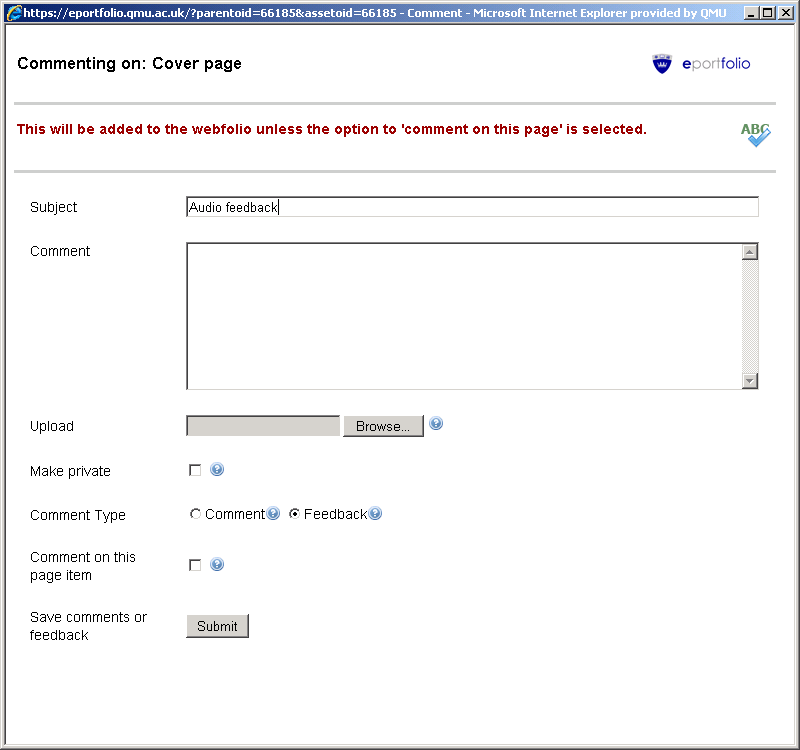 https://eportfolio.qmu.ac.uk/?parentoid=66185&assetoid=66185 - Comment - Microsoft Internet Explorer provided by QMU
Commenting on: Cover page
eportfolio
This will be added to the webfolio unless the option to 'comment on this page' is selected.
ABC
Subject
Audio feedback
Comment
Upload
Browse...
?
Make private
?
Comment Type
Comment ? Feedback ?
Comment on this
page item
?
Save comments or
feedback
Submit